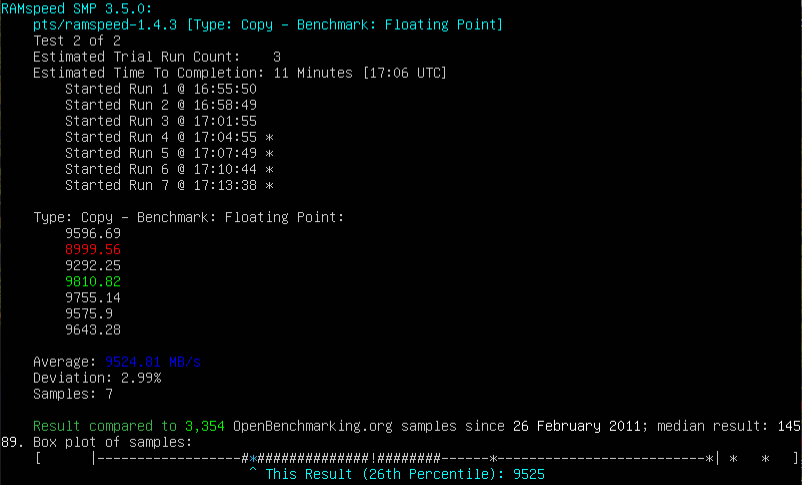 RAMspeed SMP 3.5.0:
pts/ramspeed-1.4.3 [Type: Copy - Benchmark: Floating Point]
Test 2 of 2
Estimated Trial Run Count: 3
Estimated Time To Completion: 11 Minutes [17:06 UTC]
Started Run 1 @ 16:55:50
Started Run 2 @ 16:58:49
Started Run 3 @ 17:01:55
Started Run 4 @ 17:04:55 *
Started Run 5 @ 17:07:49 *
Started Run 6 @ 17:10:44 *
Started Run 7 @ 17:13:38 *
Type: Copy - Benchmark: Floating Point:
9596.69
8999.56
9292.25
9810.82
9755.14
9575.9
9643.28
Average: 9524.81 MB/s
Deviation: 2.99%
Samples: 7
Result compared to 3,354 OpenBenchmarking.org samples since 26 February 2011; median result: 145
89. Box plot of samples:
[      |------------------#*##############!########------*--------------------------*| *   *   ]
^ This Result (26th Percentile): 9525